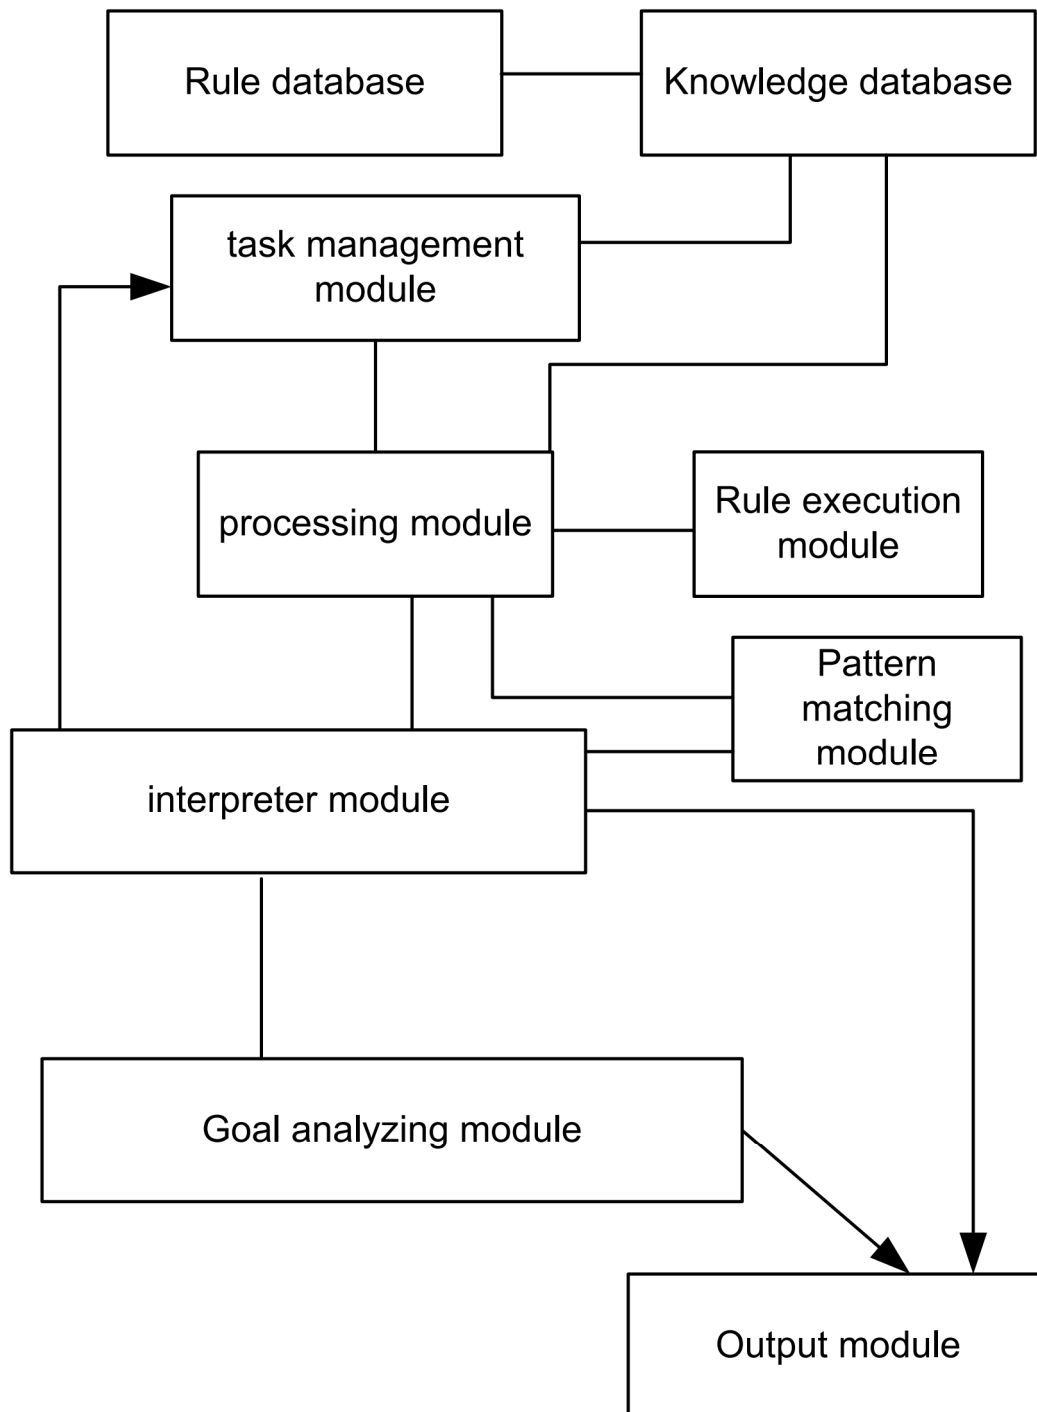 Rule database
Knowledge database
task management
module
processing module
Rule execution
module
Pattern
matching
module
interpreter module
Goal analyzing module
Output module